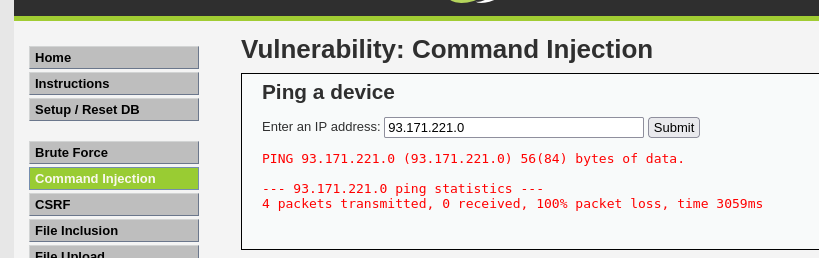 Home
Instructions
Setup / Reset DB
Brute Force
Command Injection
CSRF
File Inclusion
File Upload
Vulnerability: Command Injection
Ping a device
Enter an IP address: 93.171.221.0 Submit
PING 93.171.221.0 (93.171.221.0) 56(84) bytes of data.
--- 93.171.221.0 ping statistics ---
4 packets transmitted, 0 received, 100% packet loss, time 3059ms